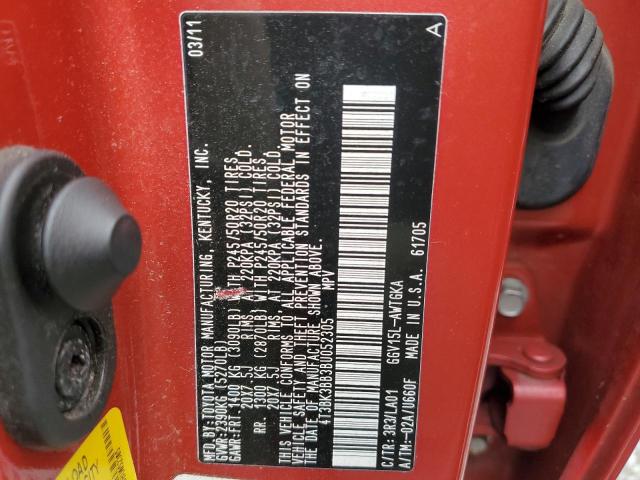 MFD.BY:TOYOTA MOTOR MANUFACTURING, KENTUCKY, INC. 03/11
GVWR:2390KG(5270LB)
GAWR:FRT 1400 KG (3090LB) WITH P245/50R20 TIRES,
20X7.5J RIMS, AT 220KPA (32PSI) COLD.
RR. 1300 KG (2870LB) WITH P245/50R20 TIRES,
20X7.5J RIMS, AT 220KPA (32PSI) COLD.
THIS VEHICLE CONFORMS TO ALL APPLICABLE FEDERAL MOTOR
VEHICLE SAFETY AND THEFT PREVENTION STANDARDS IN EFFECT ON
THE DATE OF MANUFACTURE SHOWN ABOVE.
4T3BK3BB3BU052305 MPV
C/TR:3R3/LA01 GGV15L-AWTGKA
A/TM:-02A/U660F MADE IN U.S.A. 61705
A
LOAD